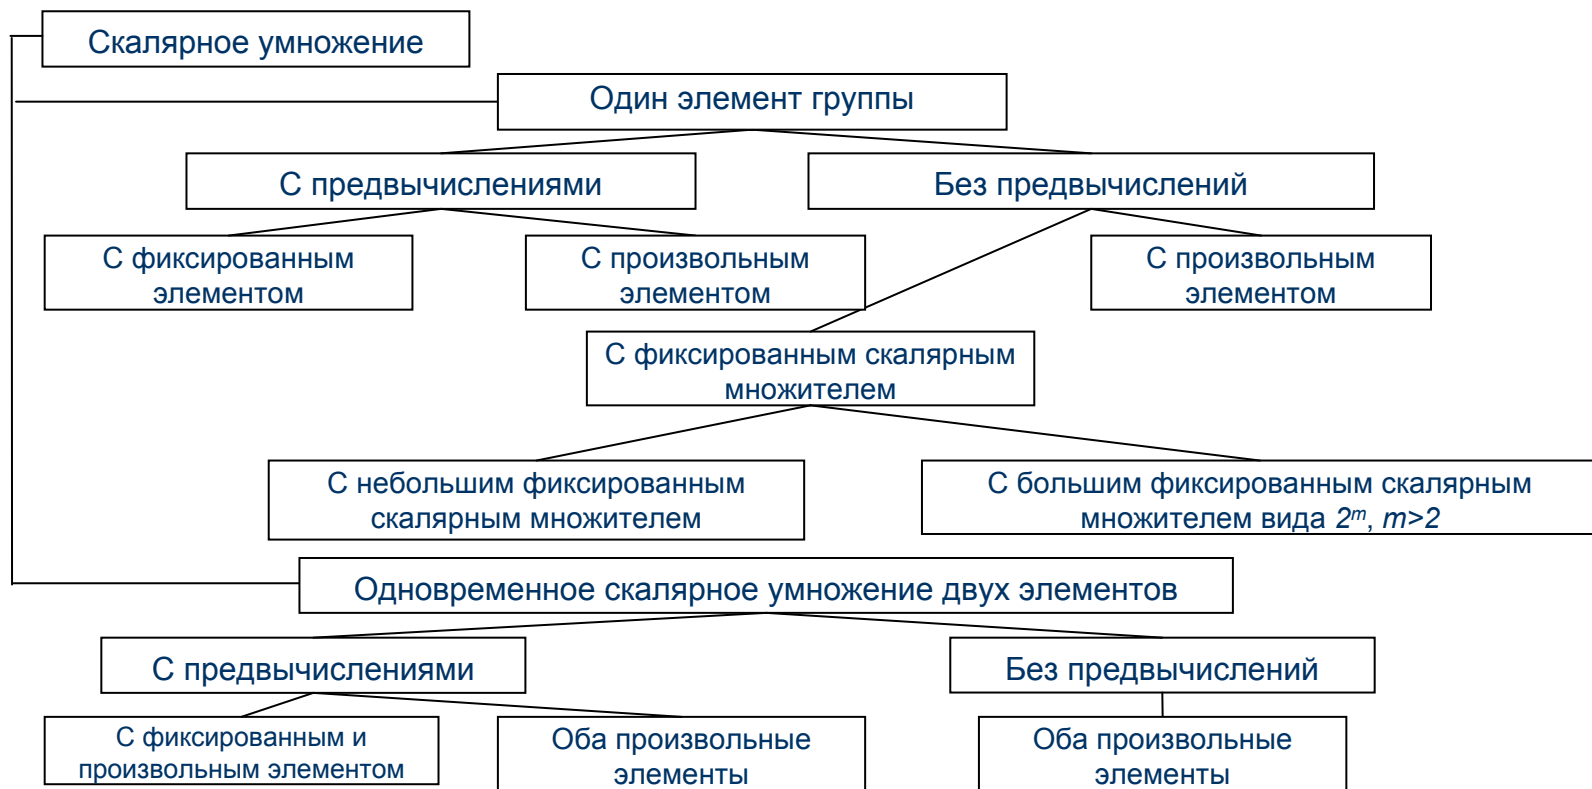 Скалярное умножение
Один элемент группы
С предвычислениями
Без предвычислений
С фиксированным
элементом
С произвольным
элементом
С произвольным
элементом
С фиксированным скалярным
множителем
С небольшим фиксированным
скалярным множителем
С большим фиксированным скалярным
множителем вида 2ᵐ, m>2
Одновременное скалярное умножение двух элементов
С предвычислениями
Без предвычислений
С фиксированным и
произвольным элементом
Оба произвольные
элементы
Оба произвольные
элементы